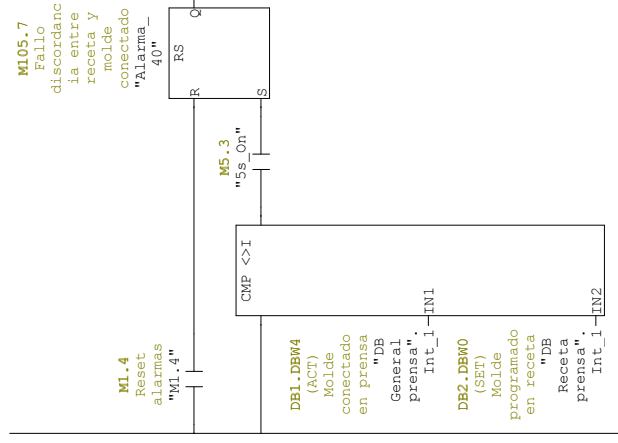 M1.4
Reset
alarmas
"M1.4"
M105.7
Fallo
discordanc
ia entre
receta y
molde
conectado
"Alarma_
40"
RS
R
Q
CMP <>I
M5.3
"5s_On"
S
DB1.DBW4
(ACT)
Molde
conectado
en prensa
"DB
General
prensa".
Int_1
IN1
DB2.DBW0
(SET)
Molde
programado
en receta
"DB
Receta
prensa".
Int_1
IN2